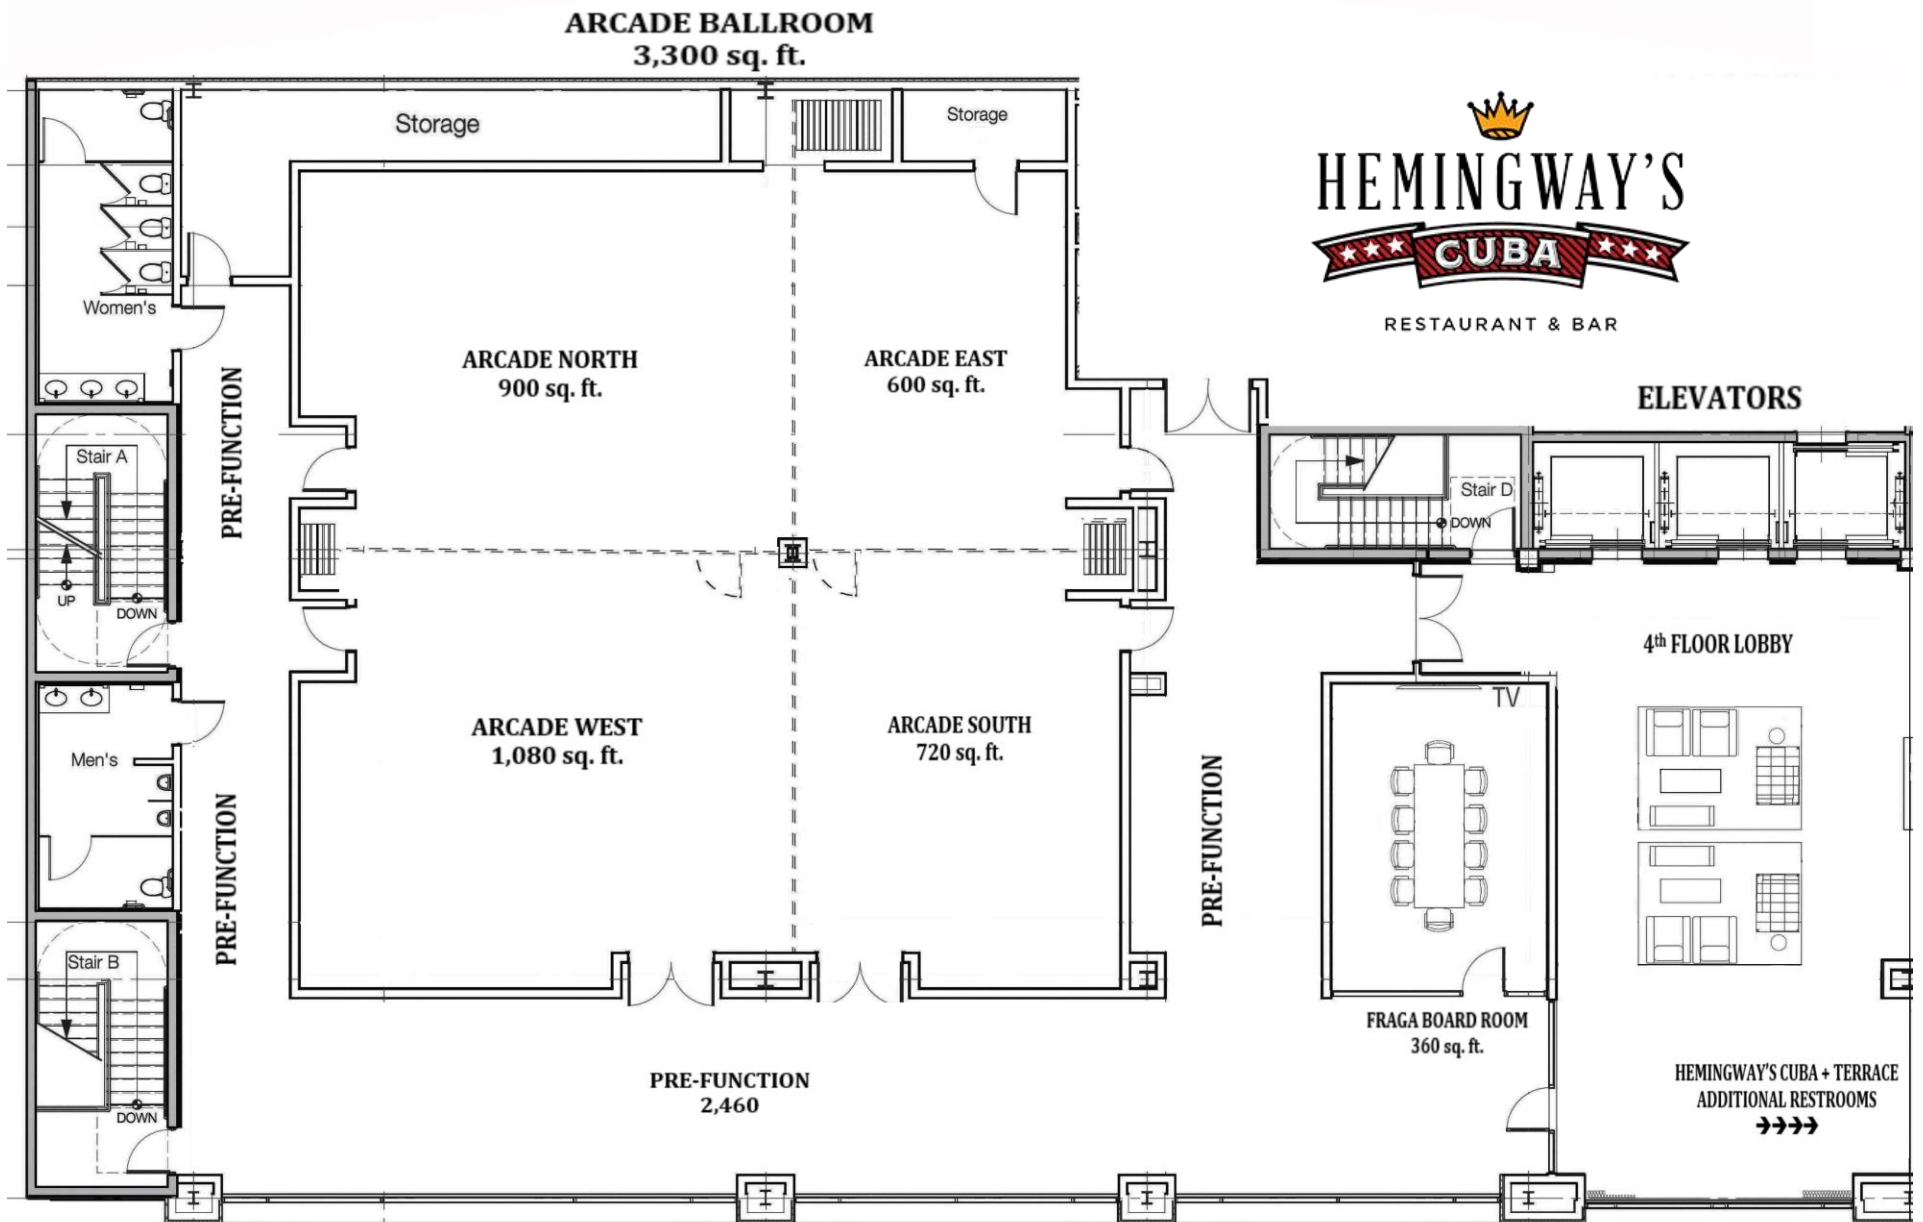 ARCADE BALLROOM
3,300 sq. ft.
Storage
Storage
HEMINGWAY'S
CUBA
RESTAURANT & BAR
Women's
ARCADE NORTH
900 sq. ft.
ARCADE EAST
600 sq. ft.
PRE-FUNCTION
ELEVATORS
Stair A
UP
DOWN
Stair D
DOWN
4th FLOOR LOBBY
TV
Men's
ARCADE WEST
1,080 sq. ft.
ARCADE SOUTH
720 sq. ft.
PRE-FUNCTION
PRE-FUNCTION
Stair B
DOWN
FRAGA BOARD ROOM
360 sq. ft.
PRE-FUNCTION
2,460
HEMINGWAY'S CUBA + TERRACE
ADDITIONAL RESTROOMS